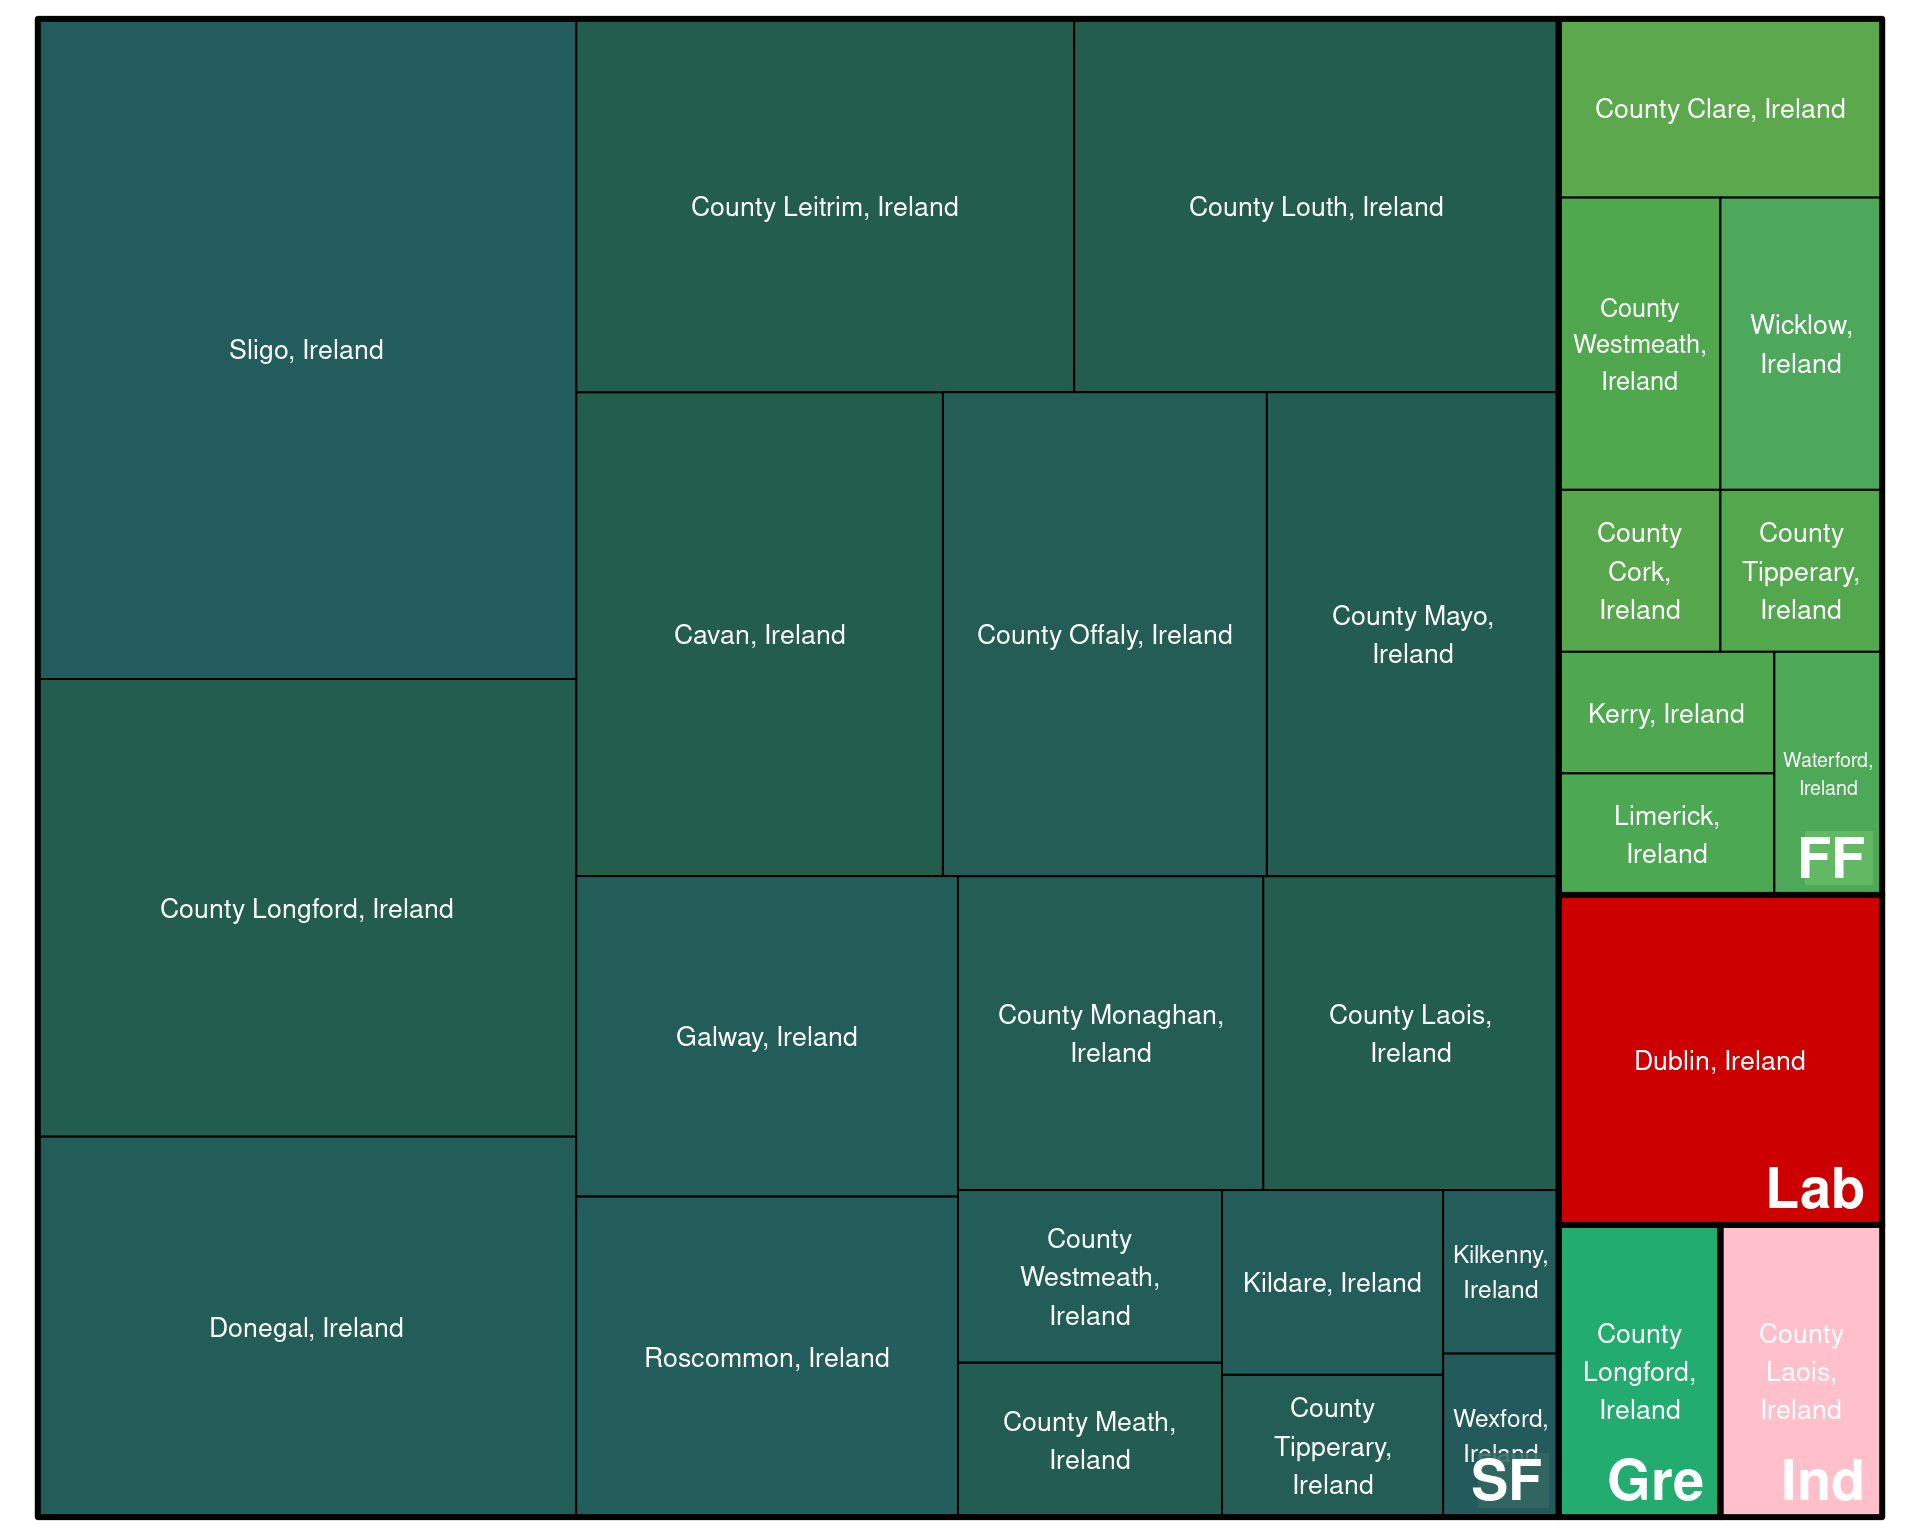 Sligo, Ireland
County Longford, Ireland
Donegal, Ireland
County Leitrim, Ireland
County Louth, Ireland
Cavan, Ireland
County Offaly, Ireland
County Mayo,
Ireland
Galway, Ireland
Roscommon, Ireland
County Monaghan,
Ireland
County Laois,
Ireland
County
Westmeath,
Ireland
County Meath,
Ireland
Kildare, Ireland
County
Tipperary,
Ireland
Kilkenny,
Ireland
Wexford,
Ireland
SF
County Clare, Ireland
County
Westmeath,
Ireland
Wicklow,
Ireland
County
Cork,
Ireland
County
Tipperary,
Ireland
Kerry, Ireland
Limerick,
Ireland
Waterford,
Ireland
FF
Dublin, Ireland
Lab
County
Longford,
Ireland
Gre
County
Laois,
Ireland
Ind